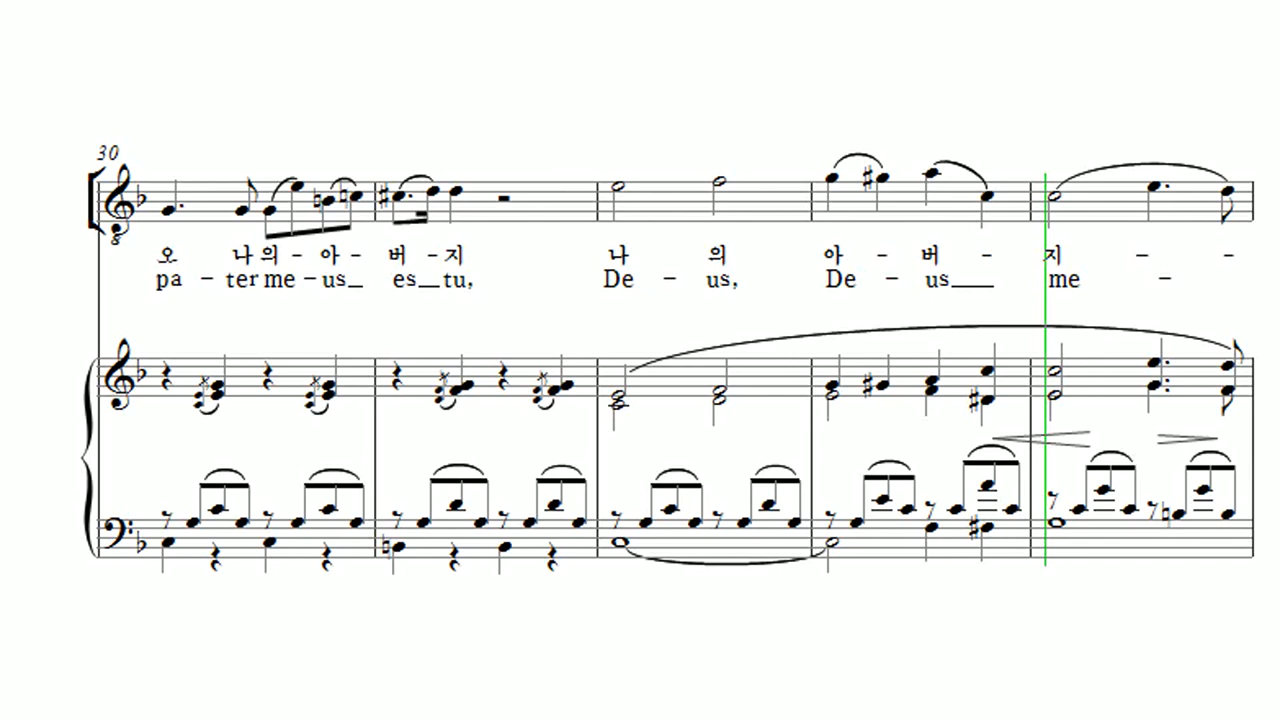 30
오 나 의 - 아 - 버 - 지 나 의 아 - 버 - 지 - -
pa - ter me - us_ es_tu, De - us, De - us_ me -